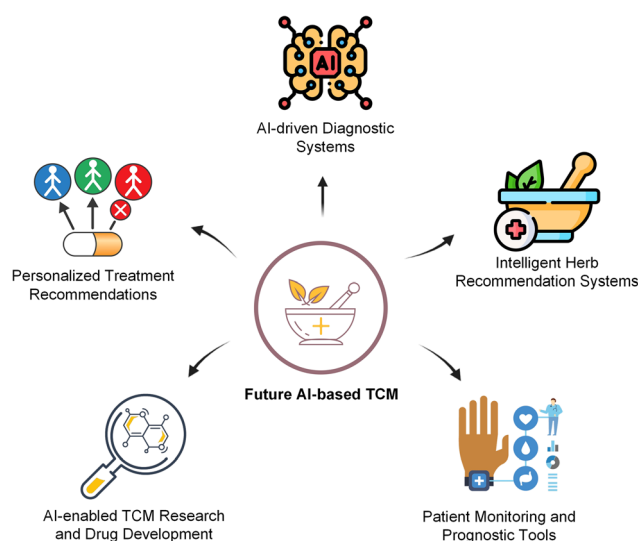 AI
AI-driven Diagnostic
Systems
Personalized Treatment
Recommendations
Intelligent Herb
Recommendation Systems
Future AI-based TCM
AI-enabled TCM Research
and Drug Development
Patient Monitoring and
Prognostic Tools